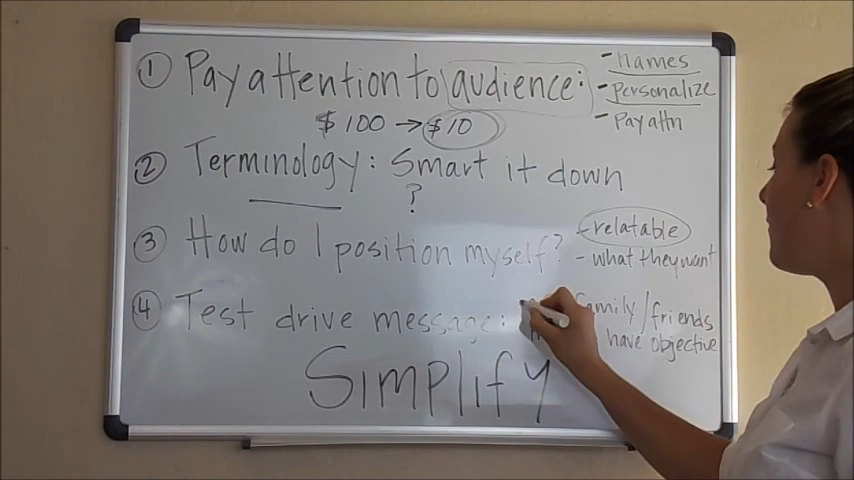 1 Pay attention to audience:
- names
- personalize
- Pay attn
$100 → $10
2 Terminology: Smart it down
?
3 How do I position myself?
- relatable
- what they want
4 Test drive message:
family/friends
have objective
Simplify